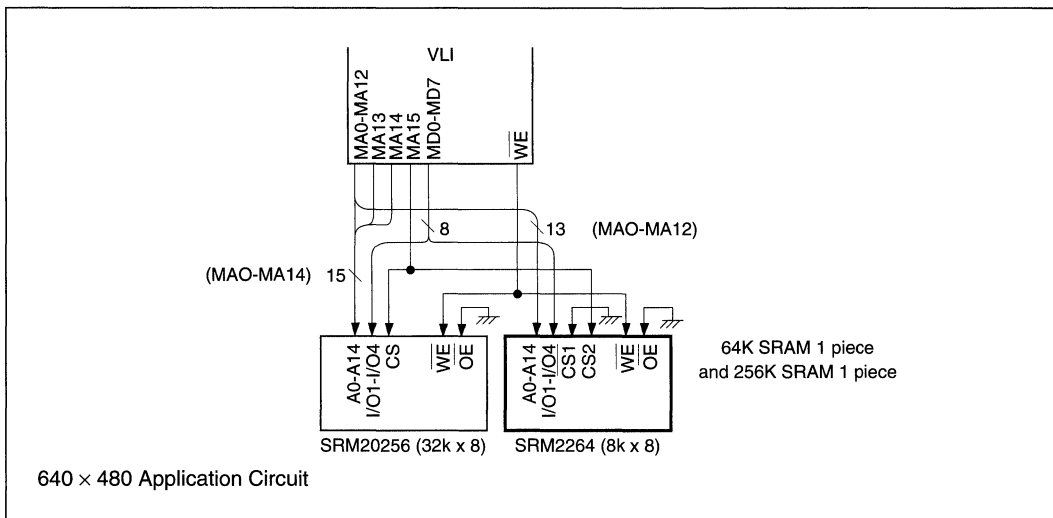 VLI
MA0-MA12
MA13
MA14
MA15
MD0-MD7
WE
8
13
(MAO-MA12)
(MAO-MA14)
15
A0-A14
I/O1-I/O4
CS
WE
OE
A0-A14
I/O1-I/O4
CS1
CS2
WE
OE
64K SRAM 1 piece
and 256K SRAM 1 piece
SRM20256 (32k x 8)
SRM2264 (8k x 8)
640 × 480 Application Circuit